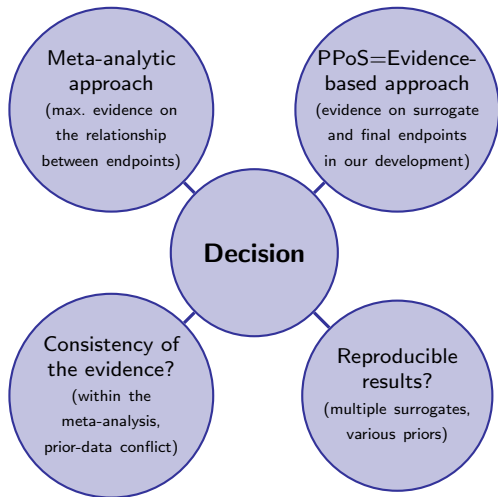 Meta-analytic
approach
(max. evidence on
the relationship
between endpoints)
PPoS=Evidence-
based approach
(evidence on surrogate
and final endpoints
in our development)
Decision
Consistency of
the evidence?
(within the
meta-analysis,
prior-data conflict)
Reproducible
results?
(multiple surrogates,
various priors)